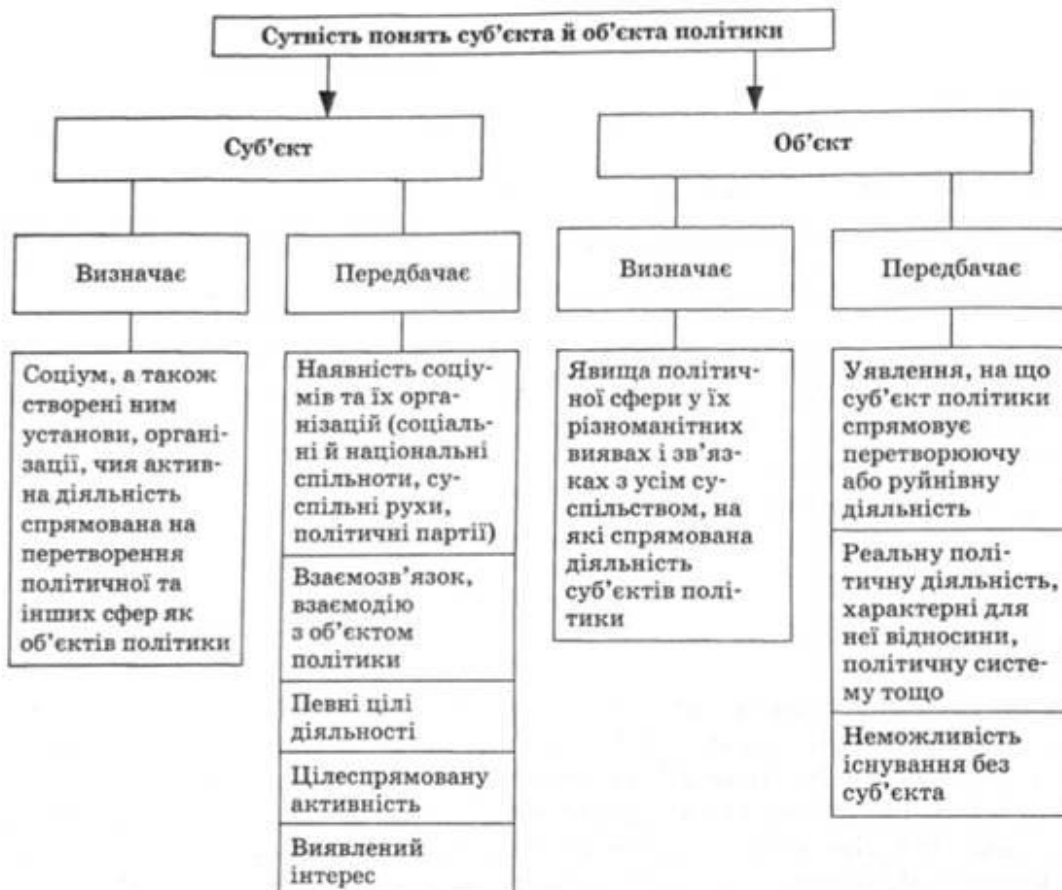 Сутність понять суб’єкта й об’єкта політики
Суб’єкт
Об’єкт
Визначає
Передбачає
Визначає
Передбачає
Соціум, а також
створені ним
установи, органі-
зації, чия актив-
на діяльність
спрямована на
перетворення
політичної та
інших сфер як
об’єктів політики
Наявність соціу-
мів та їх орга-
нізацій (соціаль-
ні й національні
спільноти, су-
спільні рухи,
політичні партії)
Взаємозв’язок,
взаємодію
з об’єктом
політики
Певні цілі
діяльності
Цілеспрямовану
активність
Виявлений
інтерес
Явища політич-
ної сфери у їх
різноманітних
виявах і зв’яз-
ках з усім су-
спільством, на
які спрямована
діяльність
суб’єктів полі-
тики
Уявлення, на що
суб’єкт політики
спрямовує
перетворюючу
або руйнівну
діяльність
Реальну полі-
тичну діяльність,
характерні для
неї відносини,
політичну систе-
му тощо
Неможливість
існування без
суб’єкта